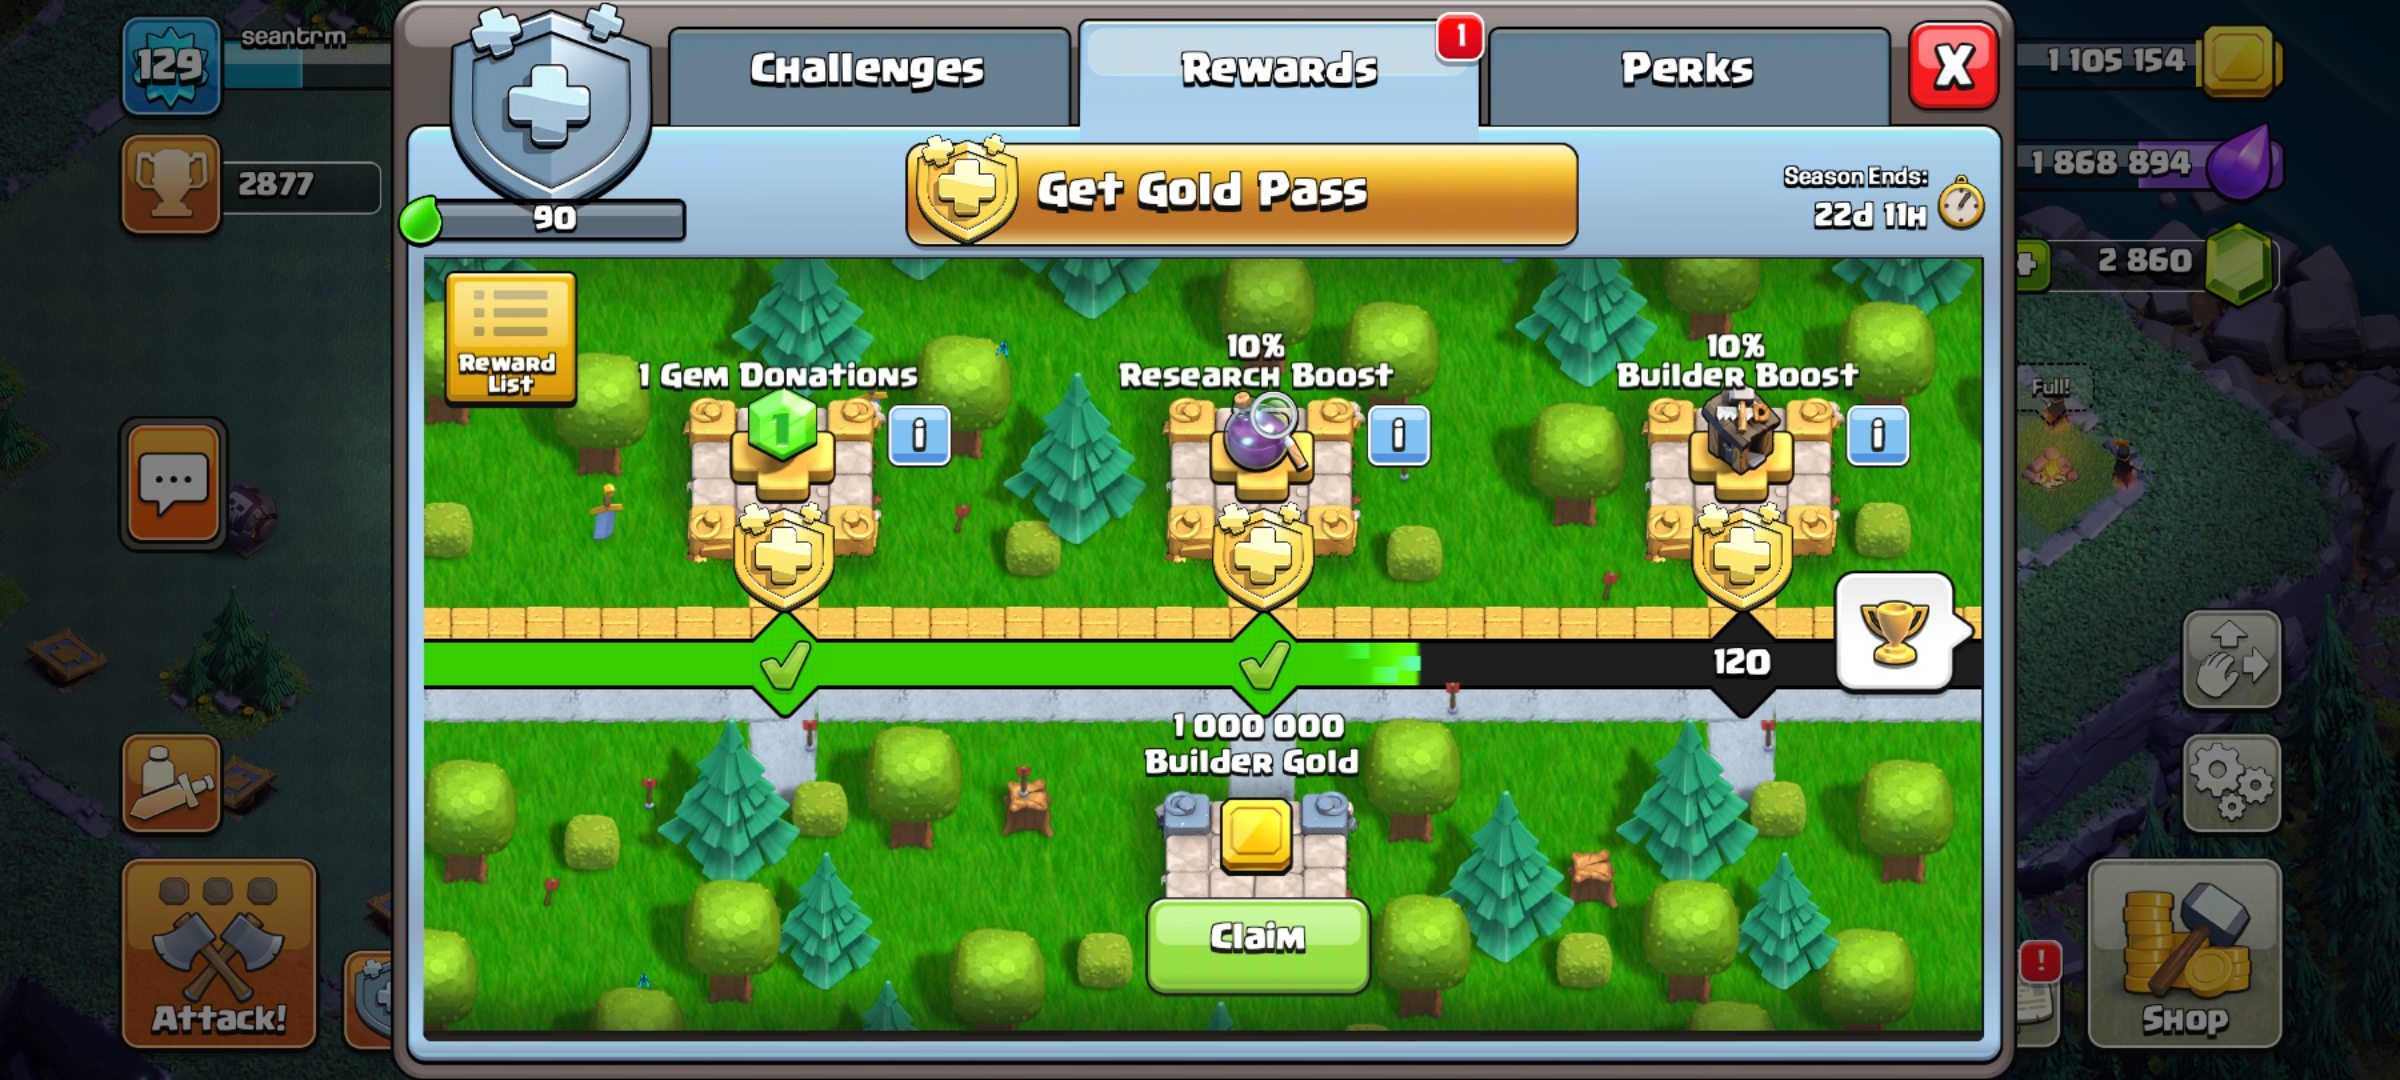 129
seantrm
Challenges
Rewards
1
Perks
X
1 105 154
2877
90
Get Gold Pass
Season Ends:
22d 11H
1 868 894
2 860
Reward
List
1 Gem Donations
1
i
10%
Research Boost
i
10%
Builder Boost
i
Full!
120
1 000 000
Builder Gold
Claim
Attack!
!
Shop